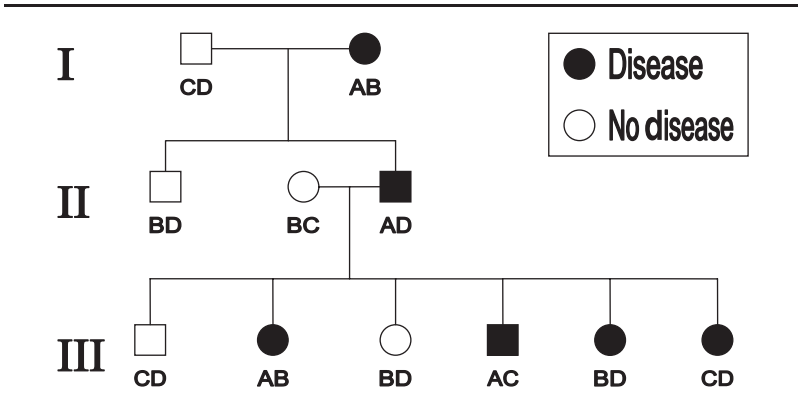 I
CD
AB
Disease
No disease
II
BD
BC
AD
III
CD
AB
BD
AC
BD
CD